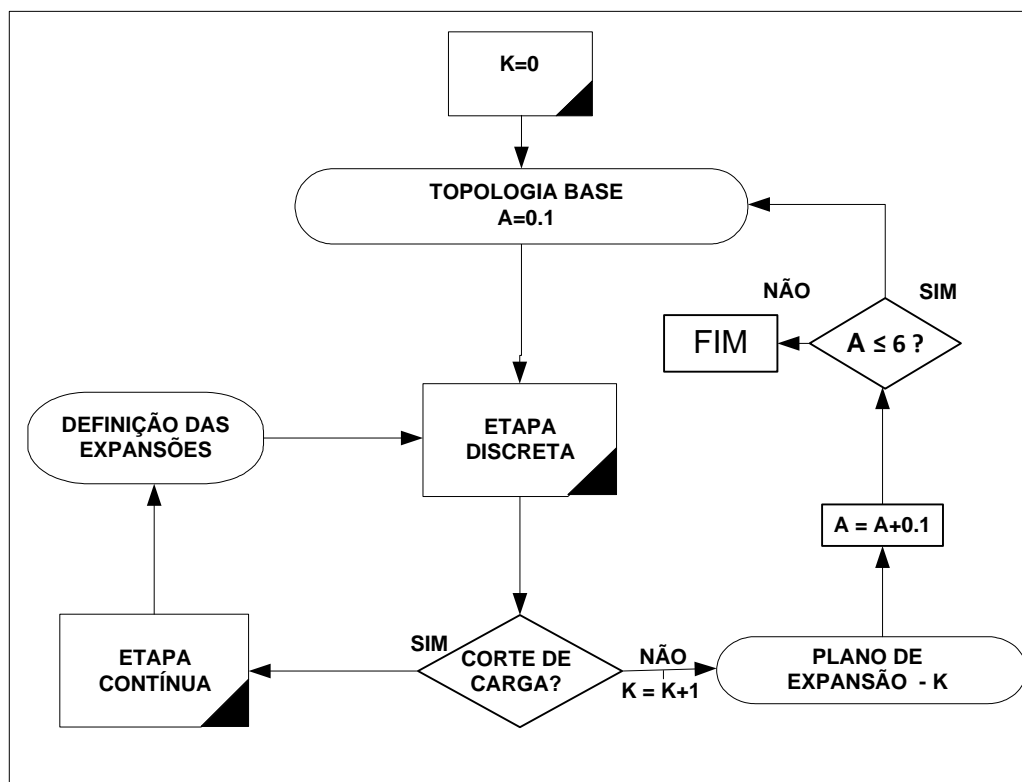 K=0
TOPOLOGIA BASE
A=0.1
NÃO
SIM
FIM
A ≤ 6 ?
DEFINIÇÃO DAS
EXPANSÕES
ETAPA
DISCRETA
A = A+0.1
SIM
ETAPA
CONTÍNUA
CORTE DE
CARGA?
NÃO
K = K+1
PLANO DE
EXPANSÃO - K